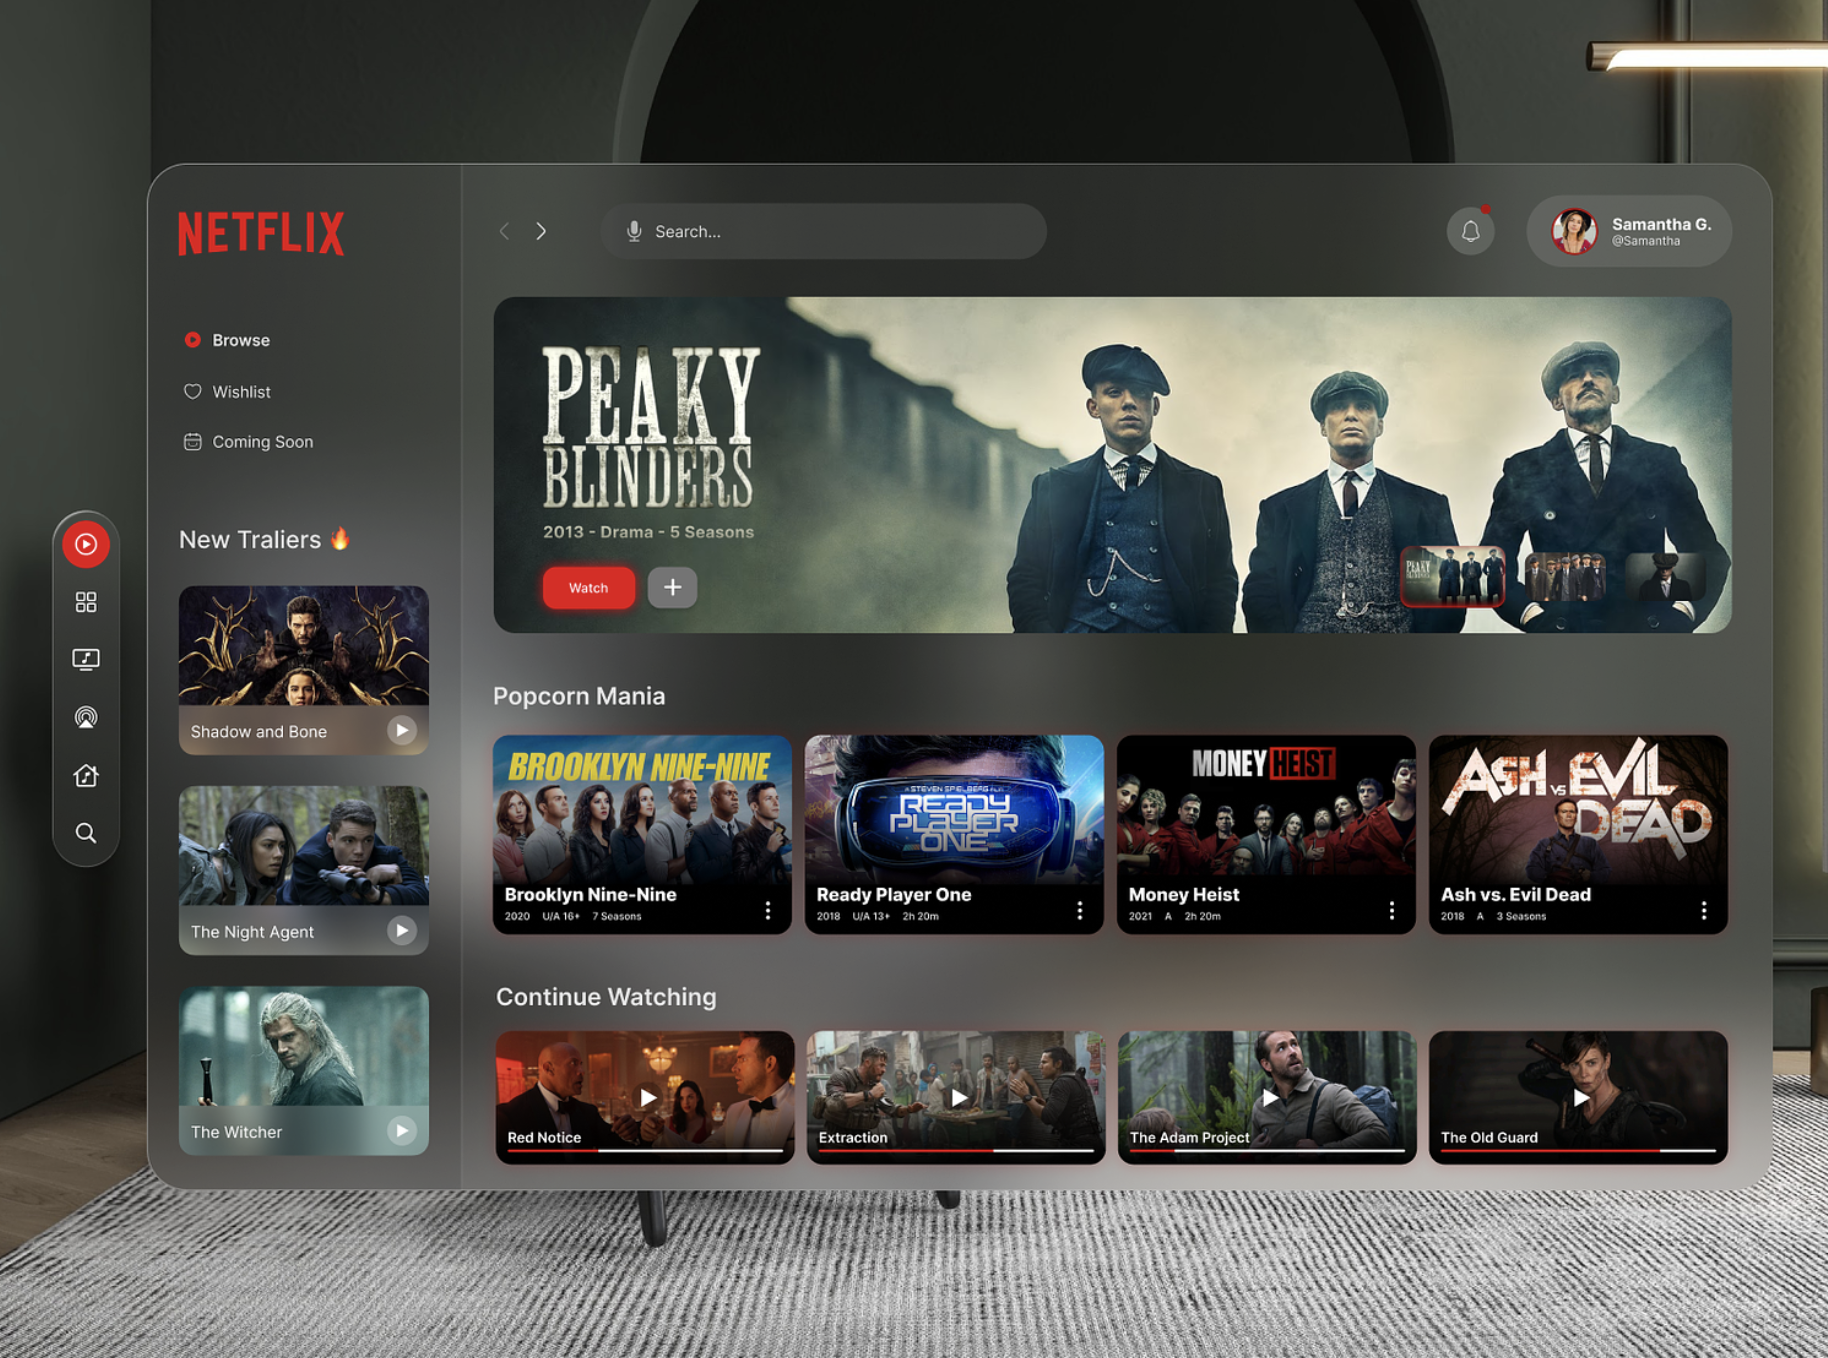 NETFLIX
Search...
Samantha G.
@Samantha
Browse
Wishlist
Coming Soon
New Traliers 🔥
Shadow and Bone
The Night Agent
The Witcher
PEAKY
BLINDERS
2013 - Drama - 5 Seasons
Watch
PEAKY
BLINDERS
Popcorn Mania
BROOKLYN NINE-NINE
Brooklyn Nine-Nine
2020 U/A 16+ 7 Seasons
A STEVEN SPIELBERG FILM
READY
PLAYER
ONE
Ready Player One
2018 U/A 13+ 2h 20m
MONEY HEIST
Money Heist
2021 A 2h 20m
ASH VS EVIL
DEAD
Ash vs. Evil Dead
2018 A 3 Seasons
Continue Watching
Red Notice
Extraction
The Adam Project
The Old Guard